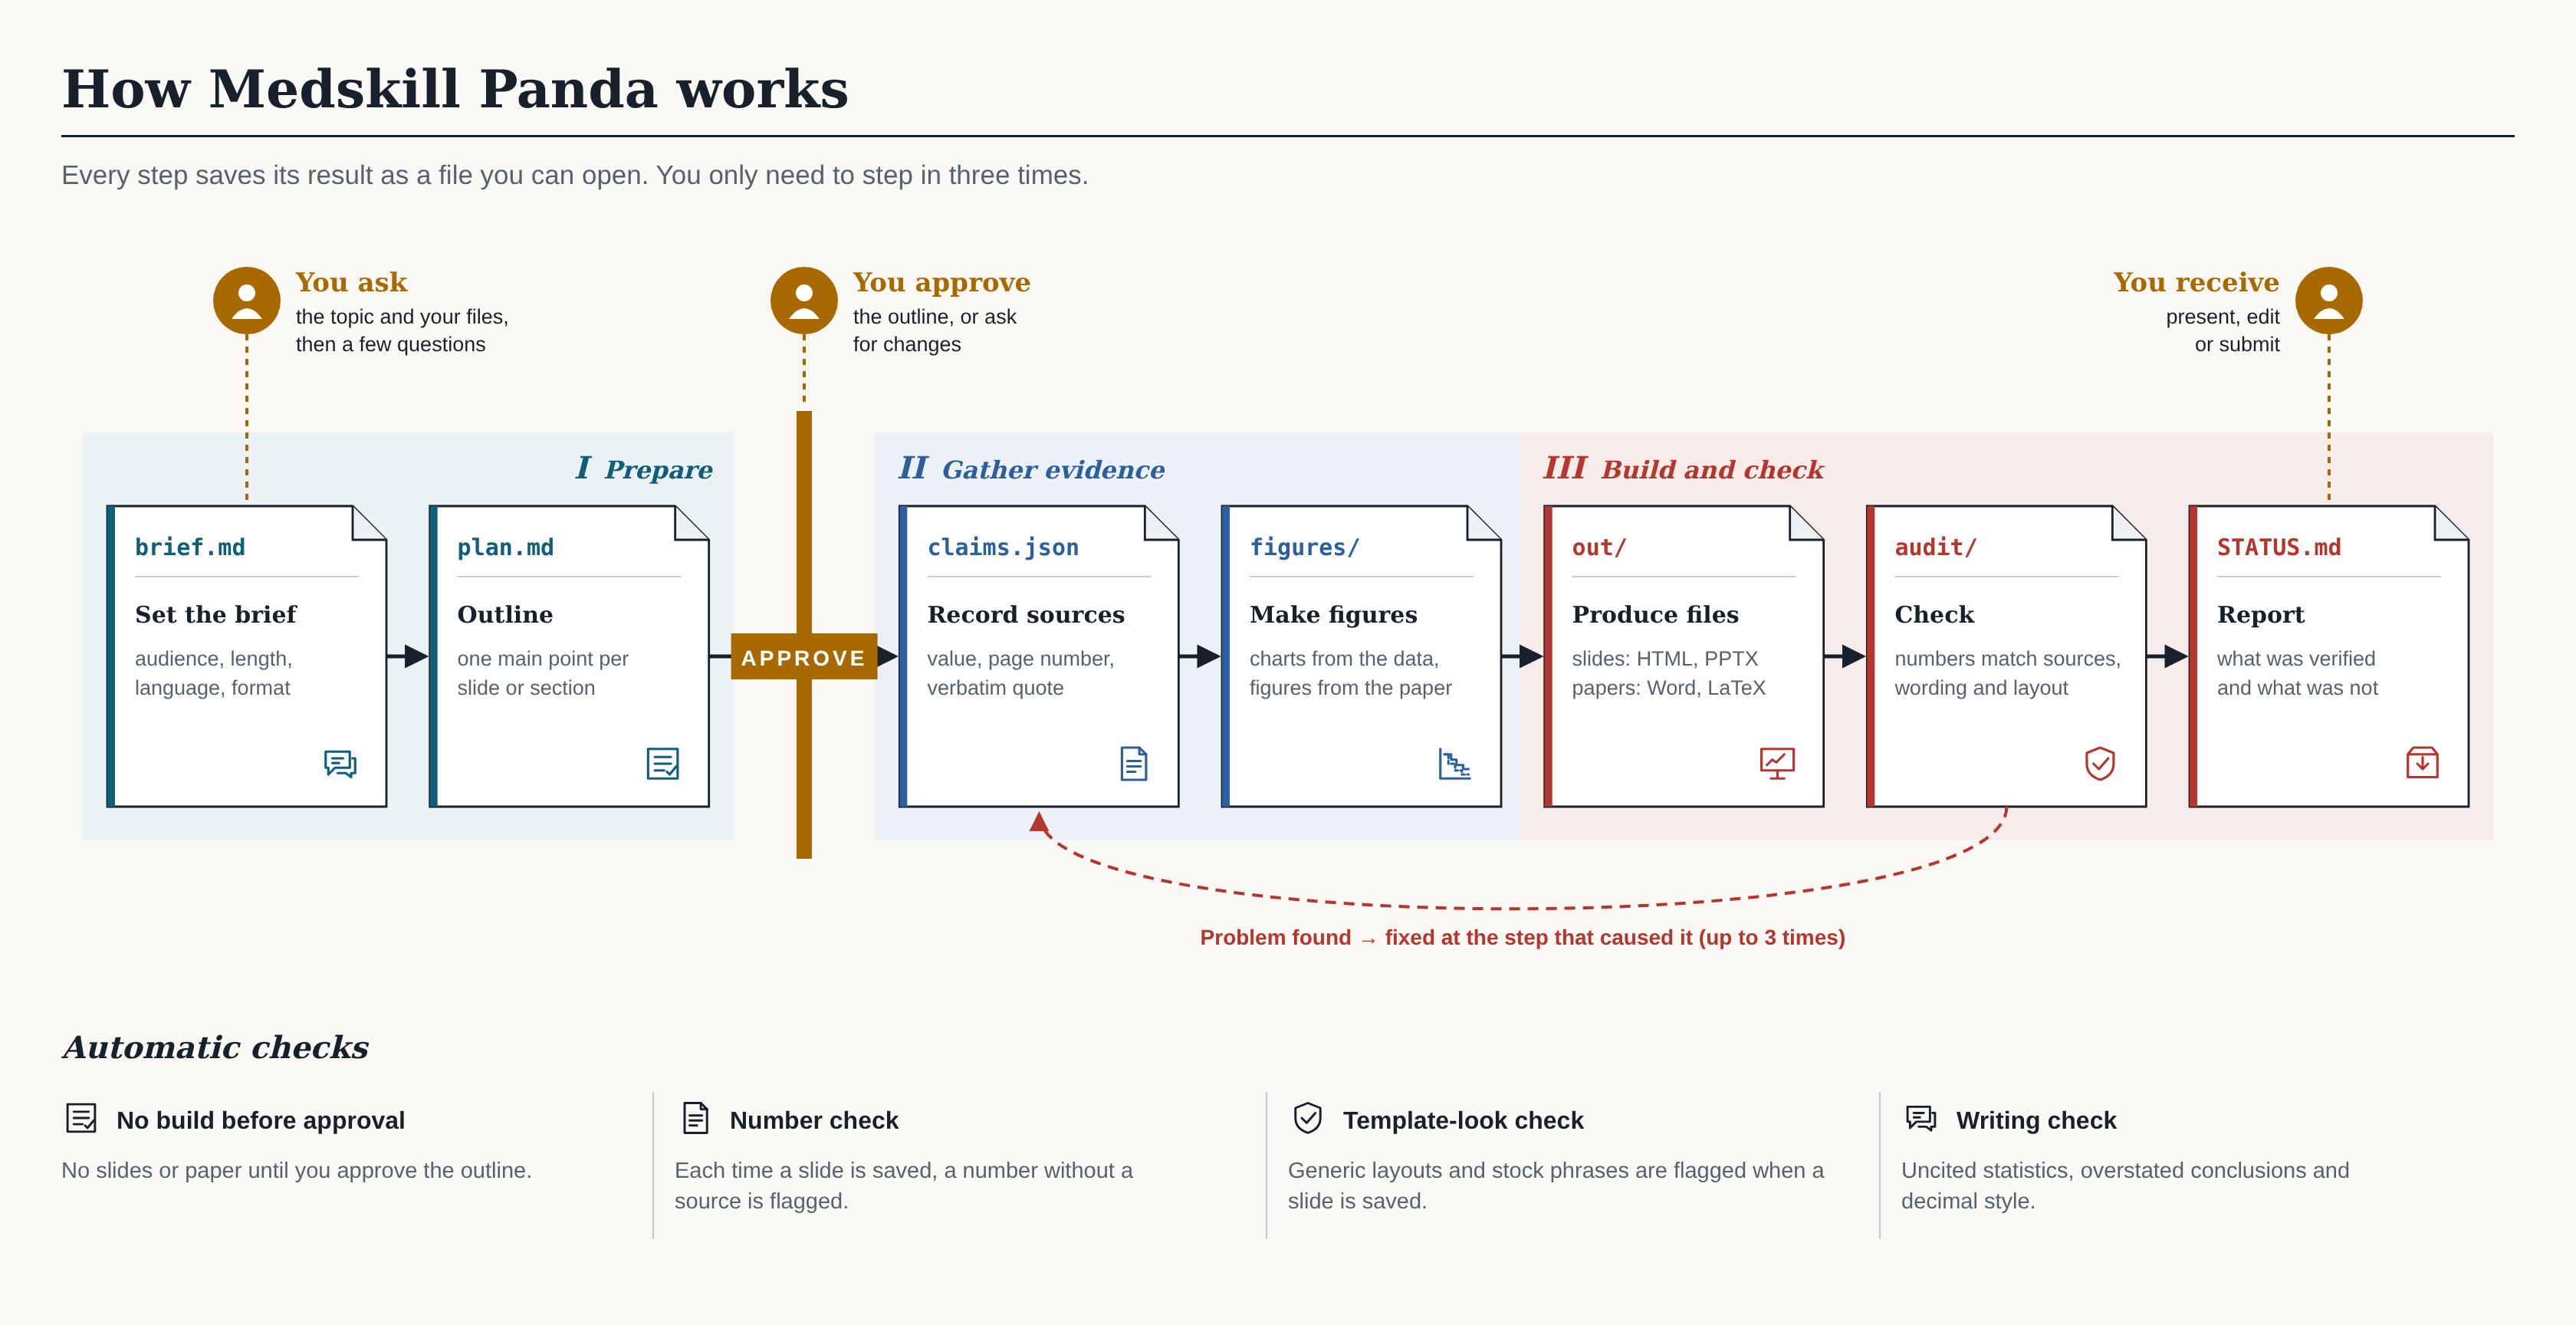 How Medskill Panda works
Every step saves its result as a file you can open. You only need to step in three times.
You ask
the topic and your files,
then a few questions
You approve
the outline, or ask
for changes
You receive
present, edit
or submit
I Prepare
II Gather evidence
III Build and check
brief.md
Set the brief
audience, length,
language, format
plan.md
Outline
one main point per
slide or section
APPROVE
claims.json
Record sources
value, page number,
verbatim quote
figures/
Make figures
charts from the data,
figures from the paper
out/
Produce files
slides: HTML, PPTX
papers: Word, LaTeX
audit/
Check
numbers match sources,
wording and layout
STATUS.md
Report
what was verified
and what was not
Problem found → fixed at the step that caused it (up to 3 times)
Automatic checks
No build before approval
No slides or paper until you approve the outline.
Number check
Each time a slide is saved, a number without a
source is flagged.
Template-look check
Generic layouts and stock phrases are flagged when a
slide is saved.
Writing check
Uncited statistics, overstated conclusions and
decimal style.